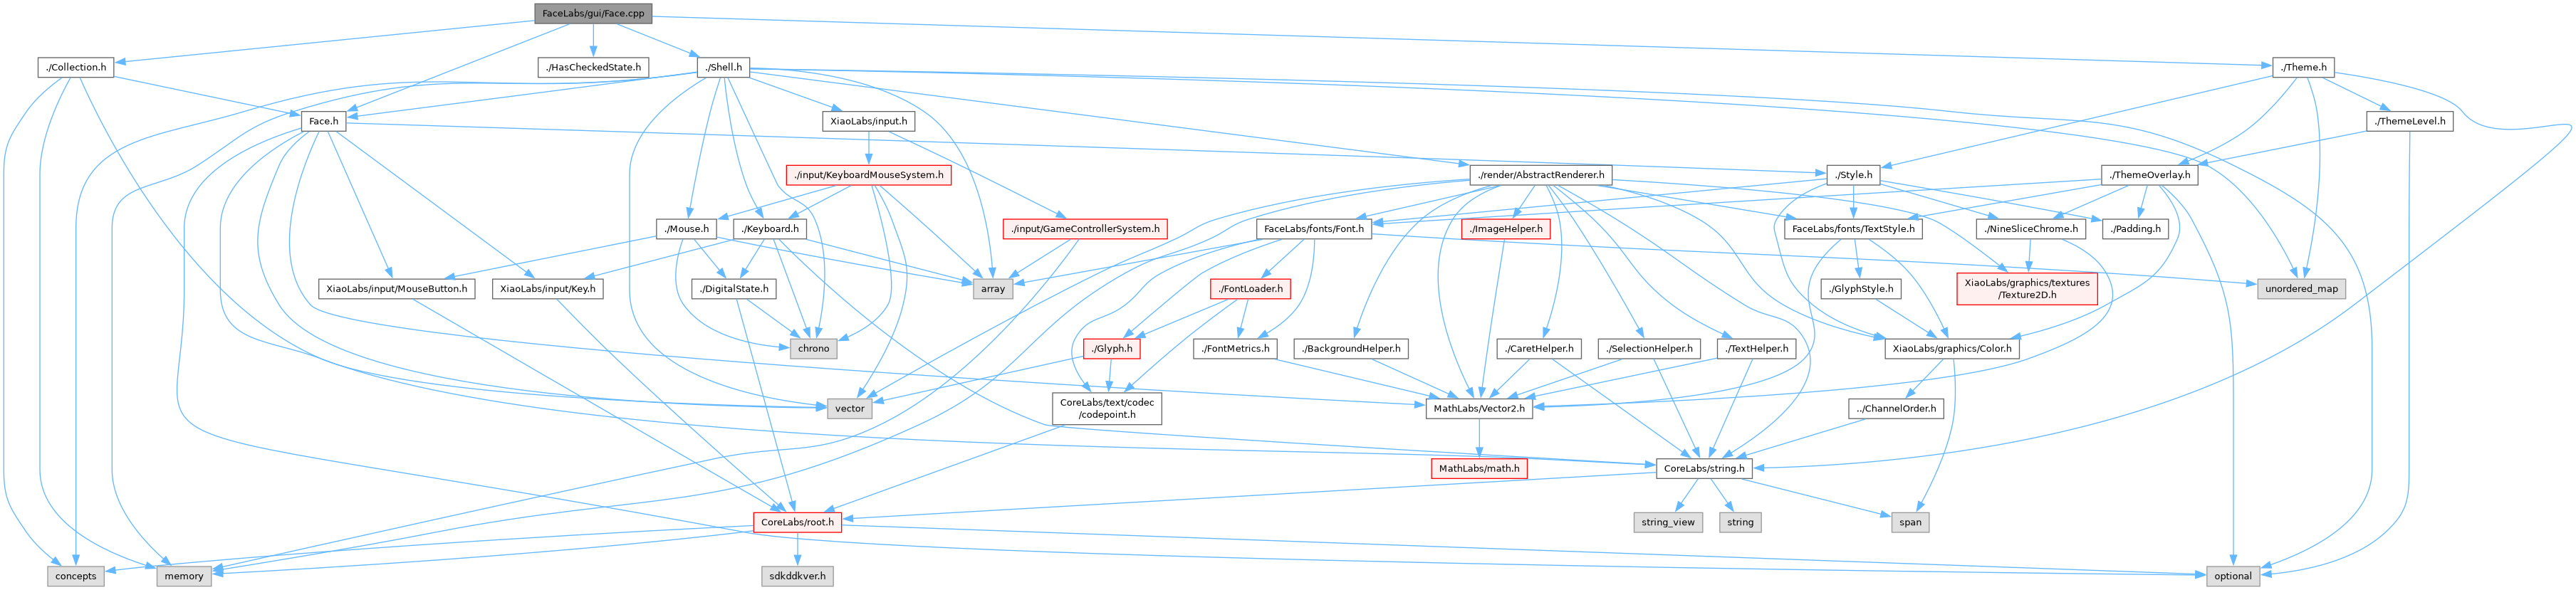 FaceLabs/gui/Face.cpp
./Collection.h
./HasCheckedState.h
./Shell.h
./Theme.h
Face.h
XiaoLabs/input.h
./ThemeLevel.h
./input/KeyboardMouseSystem.h
./render/AbstractRenderer.h
./Style.h
./ThemeOverlay.h
./Mouse.h
./Keyboard.h
./input/GameControllerSystem.h
FaceLabs/fonts/Font.h
./ImageHelper.h
FaceLabs/fonts/TextStyle.h
./NineSliceChrome.h
./Padding.h
XiaoLabs/input/MouseButton.h
XiaoLabs/input/Key.h
./DigitalState.h
array
./FontLoader.h
./GlyphStyle.h
XiaoLabs/graphics/textures
/Texture2D.h
unordered_map
chrono
./Glyph.h
./FontMetrics.h
./BackgroundHelper.h
./CaretHelper.h
./SelectionHelper.h
./TextHelper.h
XiaoLabs/graphics/Color.h
vector
CoreLabs/text/codec
/codepoint.h
MathLabs/Vector2.h
../ChannelOrder.h
MathLabs/math.h
CoreLabs/string.h
CoreLabs/root.h
string_view
string
span
concepts
memory
sdkddkver.h
optional